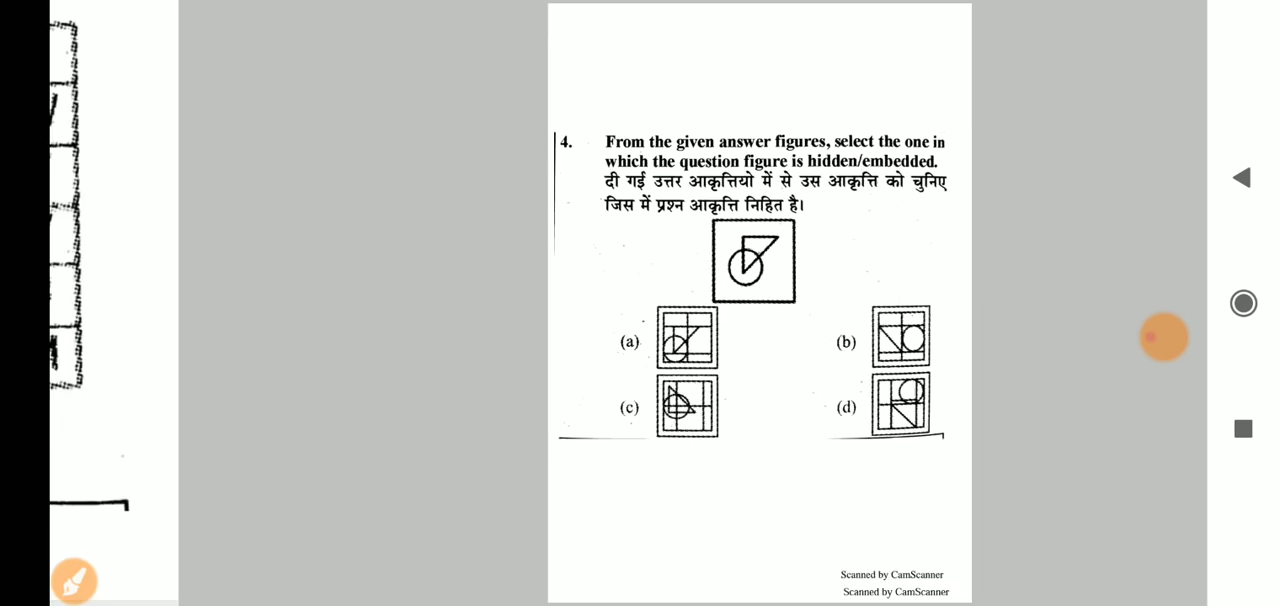 4. From the given answer figures, select the one in
which the question figure is hidden/embedded.
दी गई उत्तर आकृत्तियो में से उस आकृत्ति को चुनिए
जिस में प्रश्न आकृत्ति निहित है।
(a)
(b)
(c)
(d)
Scanned by CamScanner
Scanned by CamScanner